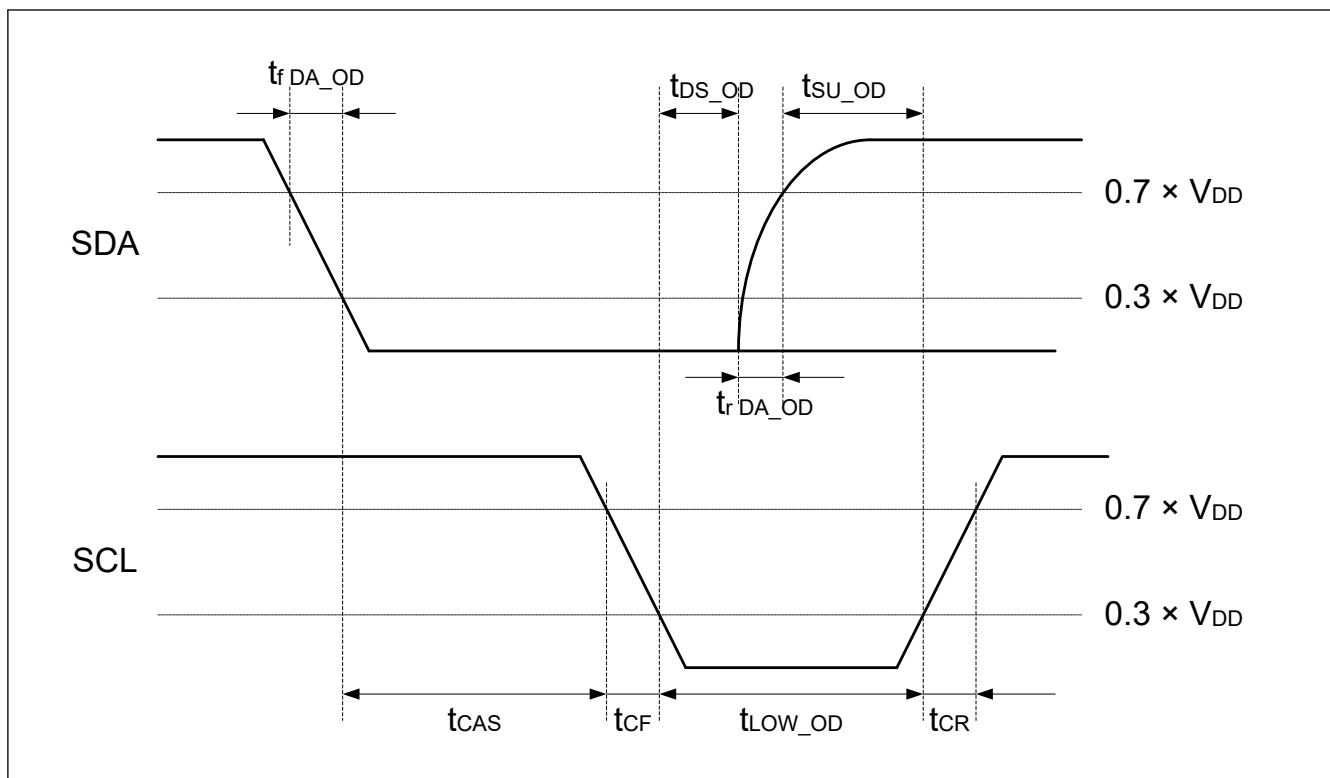 tf DA_OD
tDS_OD
tSU_OD
0.7 × VDD
SDA
0.3 × VDD
tr DA_OD
0.7 × VDD
SCL
0.3 × VDD
tCAS
tCF
tLOW_OD
tCR